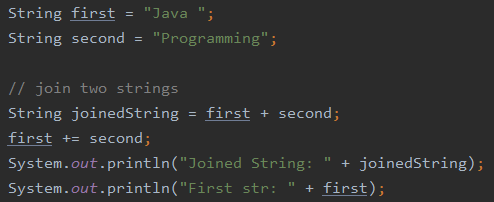 String first = "Java ";
String second = "Programming";
// join two strings
String joinedString = first + second;
first += second;
System.out.println("Joined String: " + joinedString);
System.out.println("First str: " + first);